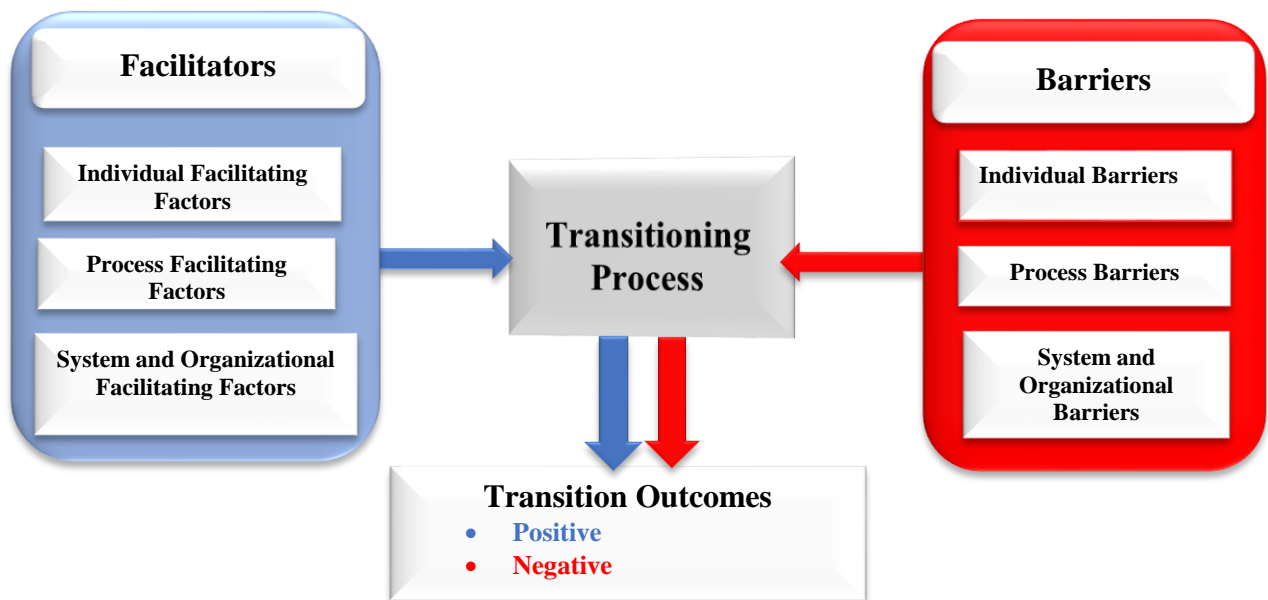 Facilitators
Individual Facilitating
Factors
Process Facilitating
Factors
System and Organizational
Facilitating Factors
Transitioning
Process
Barriers
Individual Barriers
Process Barriers
System and
Organizational
Barriers
Transition Outcomes
• Positive
• Negative